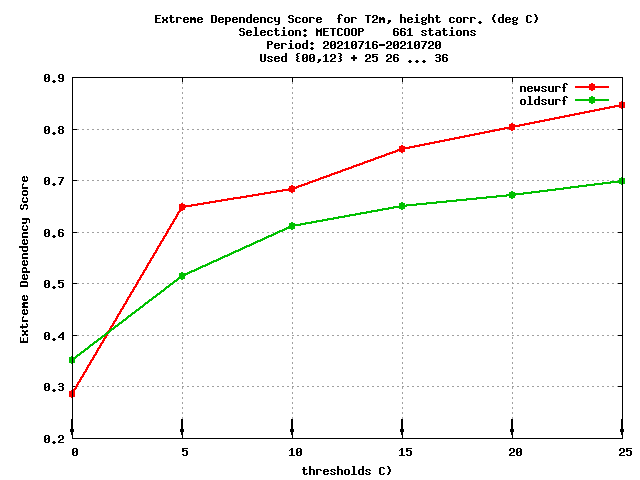 Extreme Dependency Score  for T2m, height corr. (deg C)
Selection: METCOOP    661 stations
Period: 20210716-20210720
Used {00,12} + 25 26 ... 36
newsurf
oldsurf
0.9
0.8
0.7
0.6
0.5
0.4
0.3
0.2
Extreme Dependency Score
0 5 10 15 20 25
thresholds C)